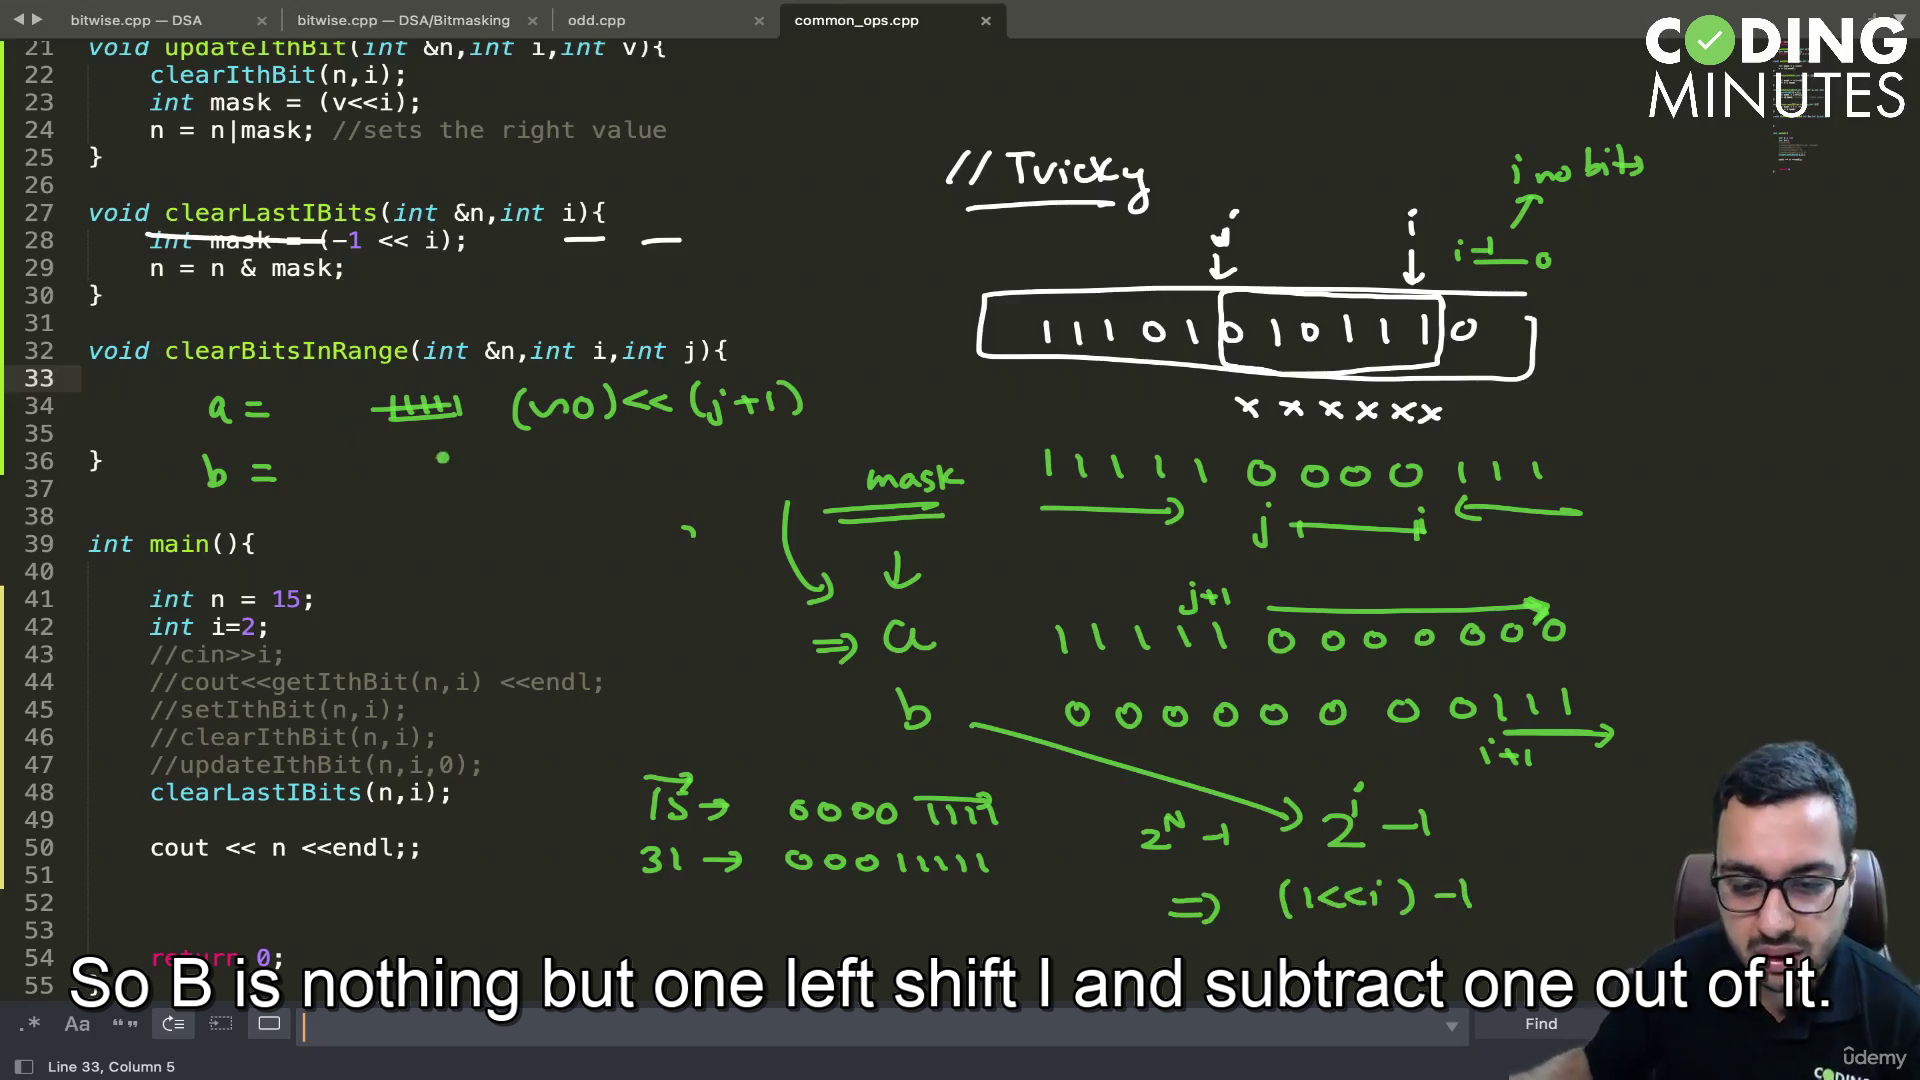 bitwise.cpp — DSA
bitwise.cpp — DSA/Bitmasking
odd.cpp
common_ops.cpp
CODING
MINUTES
21 void updateIthBit(int &n,int i,int v){
22 clearIthBit(n,i);
23 int mask = (v<<i);
24 n = n|mask; //sets the right value
25 }
26
27 void clearLastIBits(int &n,int i){
28 int mask = (-1 << i);
29 n = n & mask;
30 }
31
32 void clearBitsInRange(int &n,int i,int j){
33
34
35
36 }
37
38
39 int main(){
40
41 int n = 15;
42 int i=2;
43 //cin>>i;
44 //cout<<getIthBit(n,i) <<endl;
45 //setIthBit(n,i);
46 //clearIthBit(n,i);
47 //updateIthBit(n,i,0);
48 clearLastIBits(n,i);
49
50 cout << n <<endl;;
51
52
53
54 return 0;
55
// Tricky
i no bits
j i
i-1 0
1 1 1 0 1 0 1 0 1 1 1 0
x x x x x x
a = 11111 (~0)<< (j+1)
b =
mask
1 1 1 1 1 0 0 0 0 1 1 1
j i
j+1
a 1 1 1 1 1 0 0 0 0 0 0 0
b 0 0 0 0 0 0 0 0 1 1 1
i+1
15 → 0000 1111
31 → 00011111
2^N -1 2^i -1
⇒ (1<<i) -1
So B is nothing but one left shift I and subtract one out of it.
.* Aa “” Find
Line 33, Column 5
ûdemy